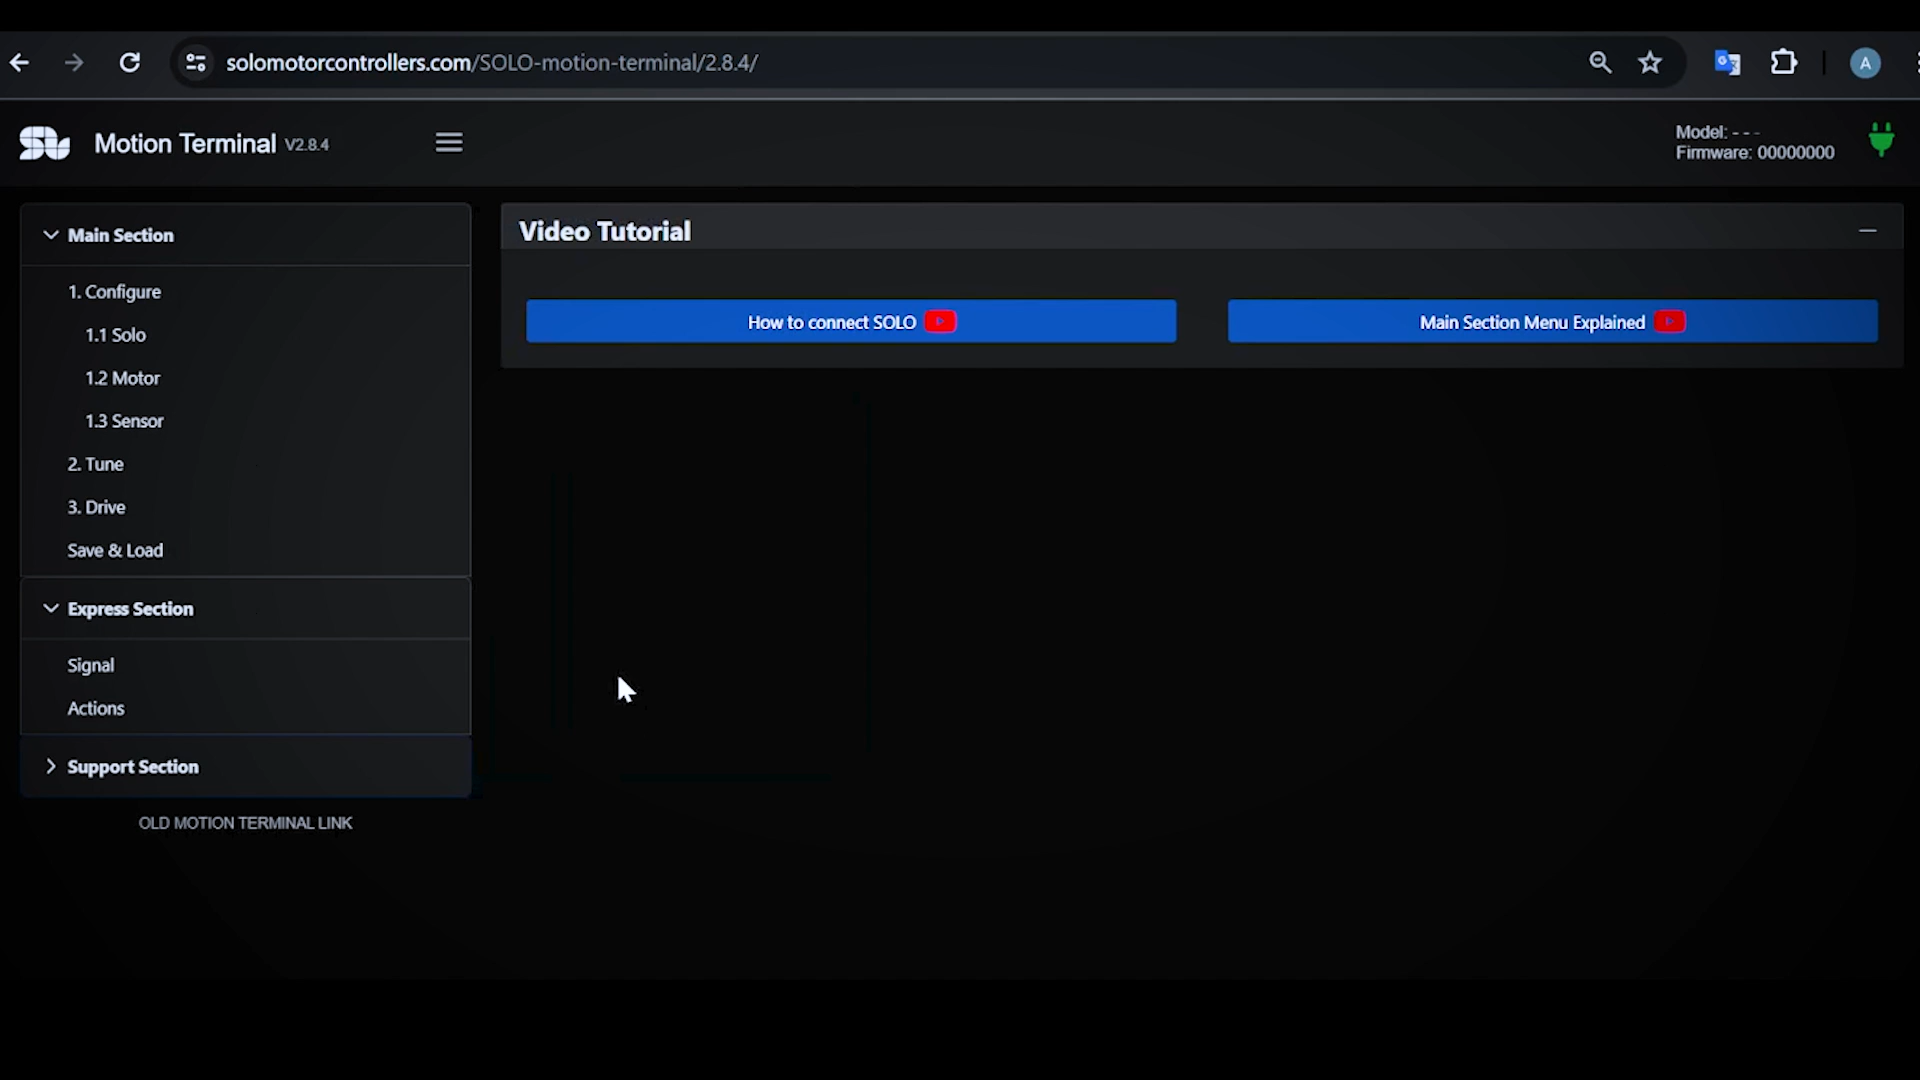 solomotorcontrollers.com/SOLO-motion-terminal/2.8.4/
A
Motion Terminal V2.8.4
Model: - - -
Firmware: 00000000
Main Section
1. Configure
1.1 Solo
1.2 Motor
1.3 Sensor
2. Tune
3. Drive
Save & Load
Express Section
Signal
Actions
Support Section
OLD MOTION TERMINAL LINK
Video Tutorial
How to connect SOLO
Main Section Menu Explained